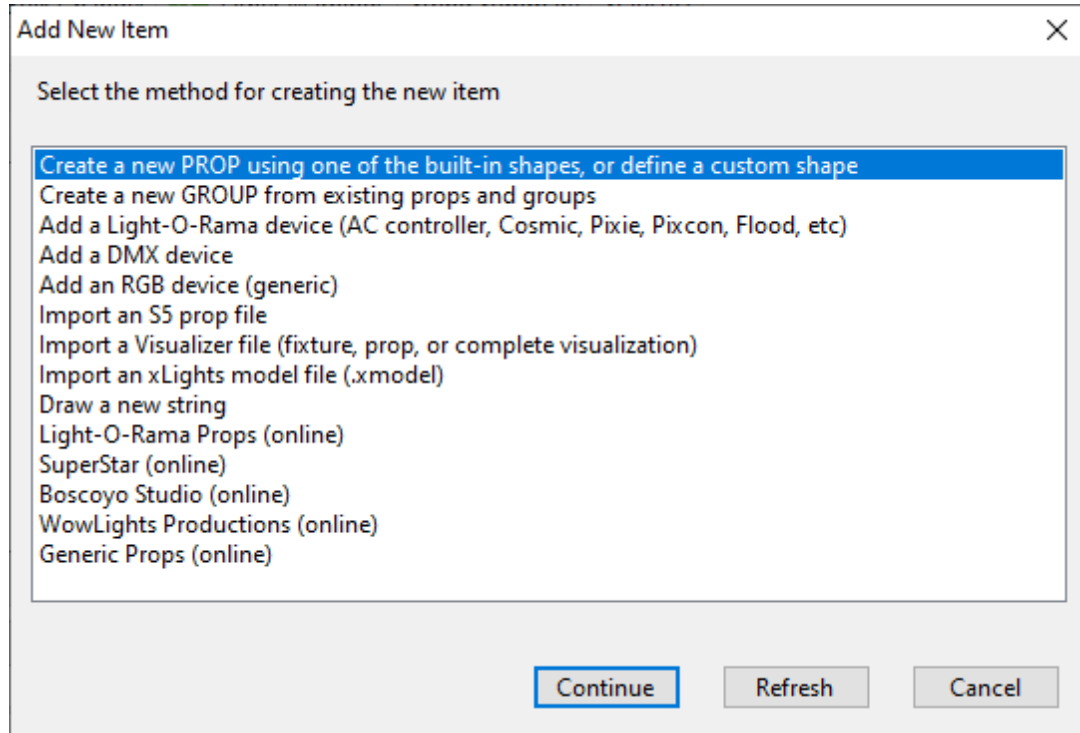 Add New Item
Select the method for creating the new item
Create a new PROP using one of the built-in shapes, or define a custom shape
Create a new GROUP from existing props and groups
Add a Light-O-Rama device (AC controller, Cosmic, Pixie, Pixcon, Flood, etc)
Add a DMX device
Add an RGB device (generic)
Import an S5 prop file
Import a Visualizer file (fixture, prop, or complete visualization)
Import an xLights model file (.xmodel)
Draw a new string
Light-O-Rama Props (online)
SuperStar (online)
Boscoyo Studio (online)
WowLights Productions (online)
Generic Props (online)
Continue Refresh Cancel